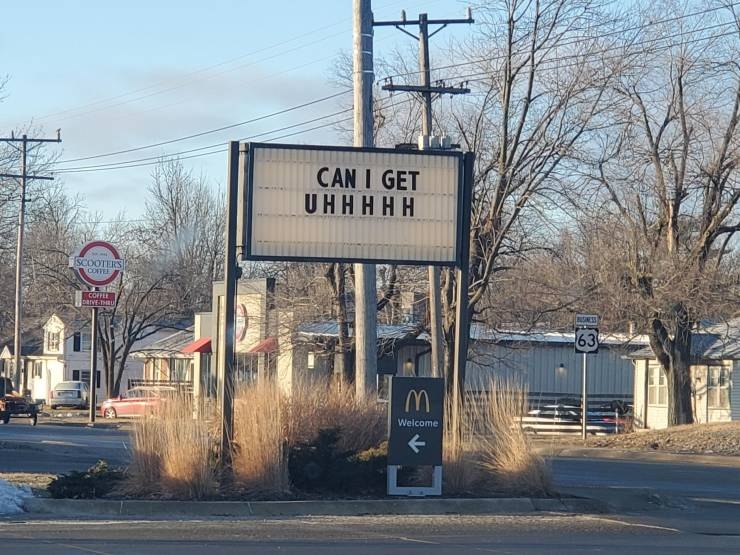 CAN I GET
UHHHHH
SCOOTER'S
COFFEE
COFFEE
DRIVE-THRU
BUSINESS
63
Welcome